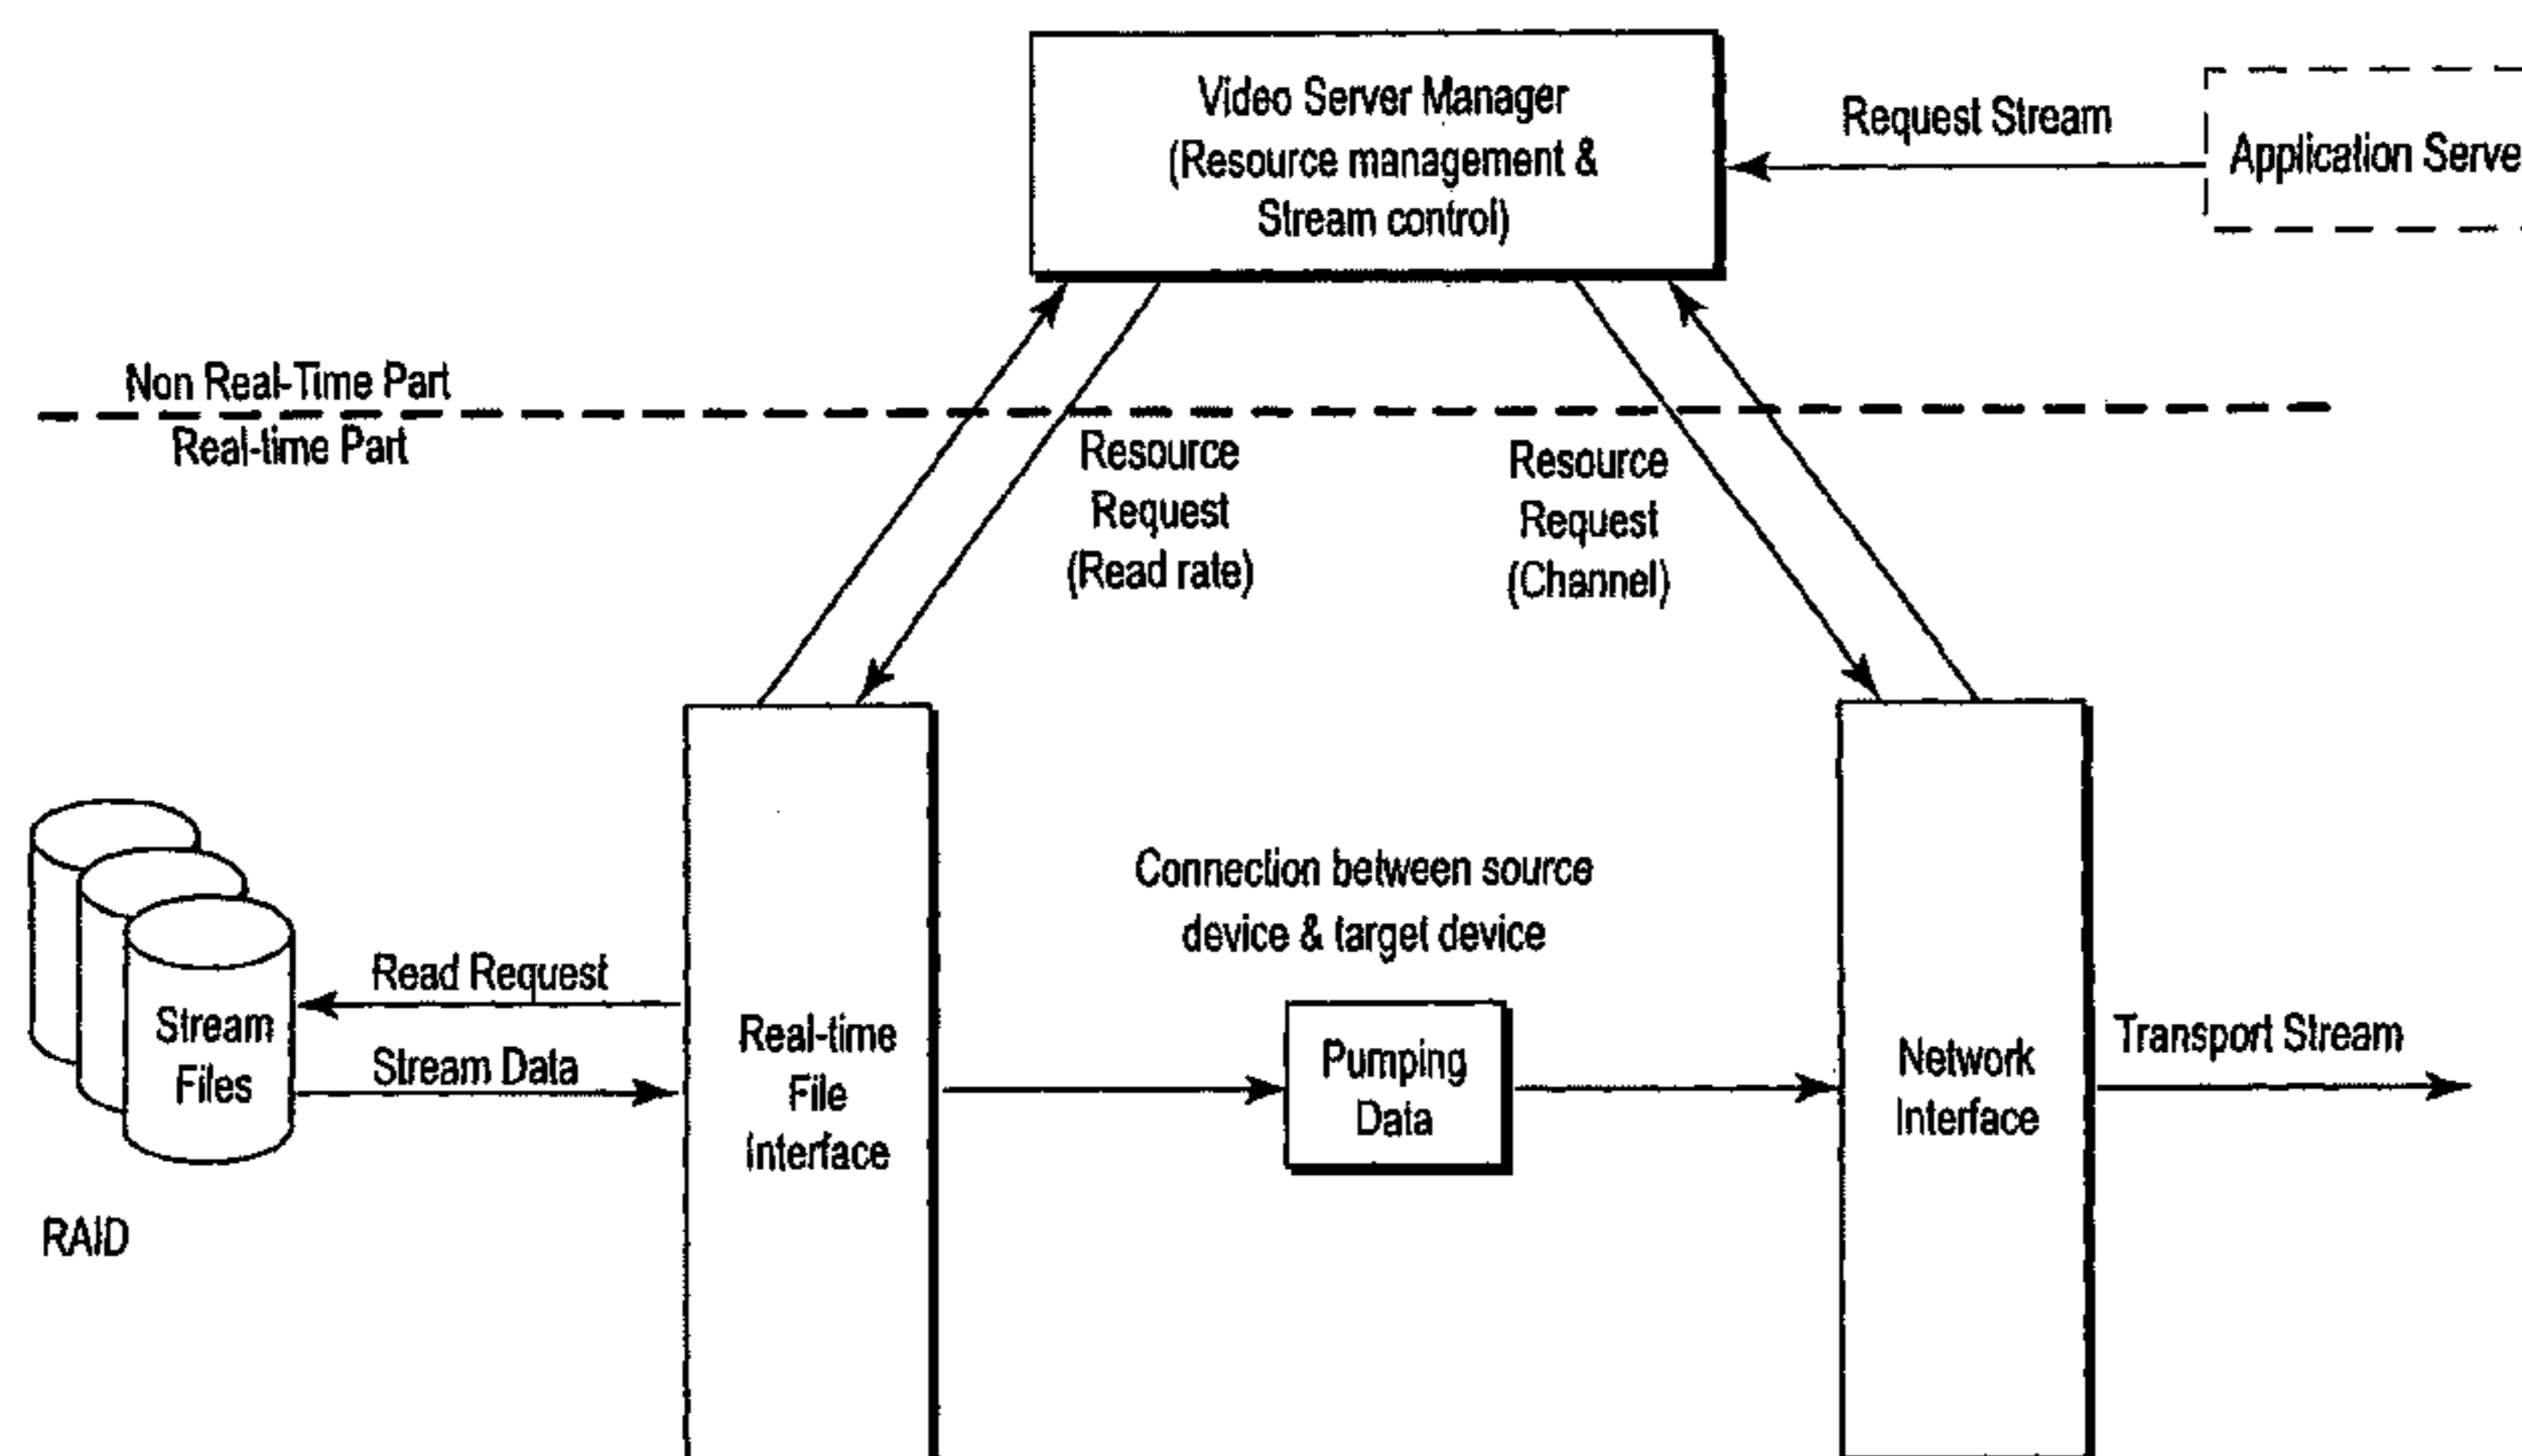 Video Server Manager
(Resource management &
Stream control)
Request Stream
Application Serve
Non Real-Time Part
Real-time Part
Resource
Request
(Read rate)
Resource
Request
(Channel)
Connection between source
device & target device
Read Request
Stream Data
Stream
Files
RAID
Real-time
File
Interface
Pumping
Data
Network
Interface
Transport Stream